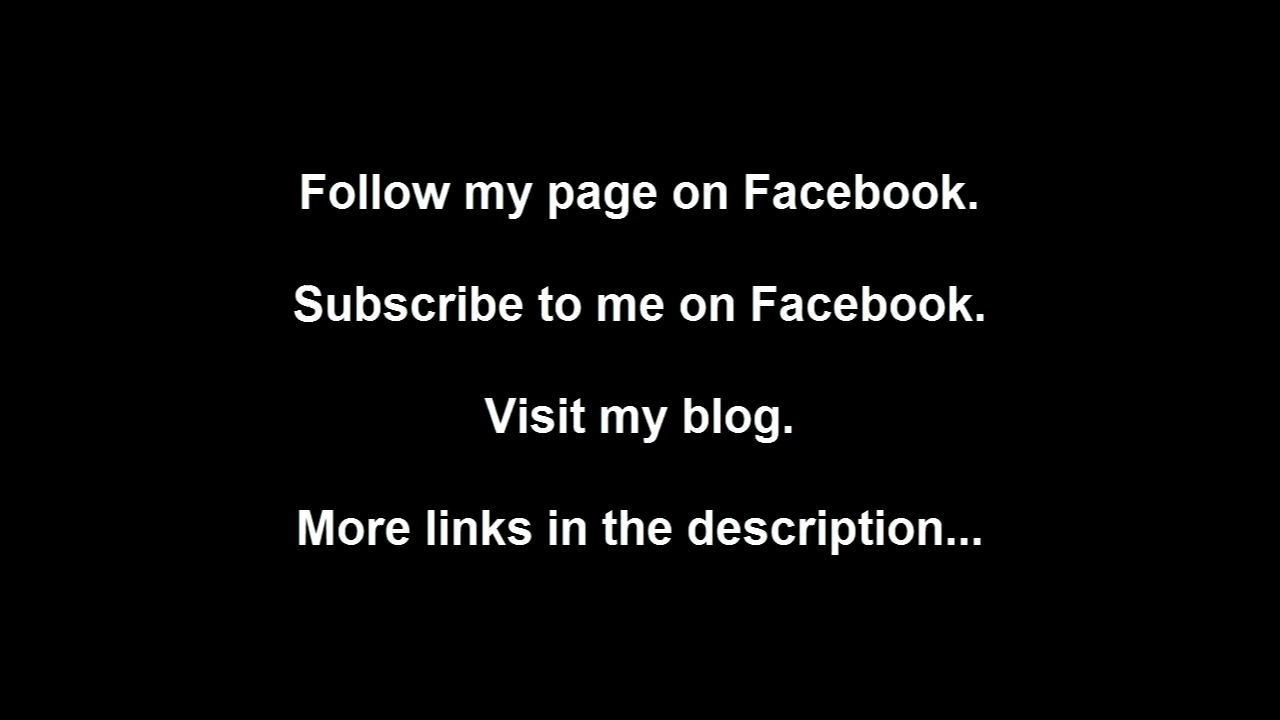 Follow my page on Facebook.
Subscribe to me on Facebook.
Visit my blog.
More links in the description...